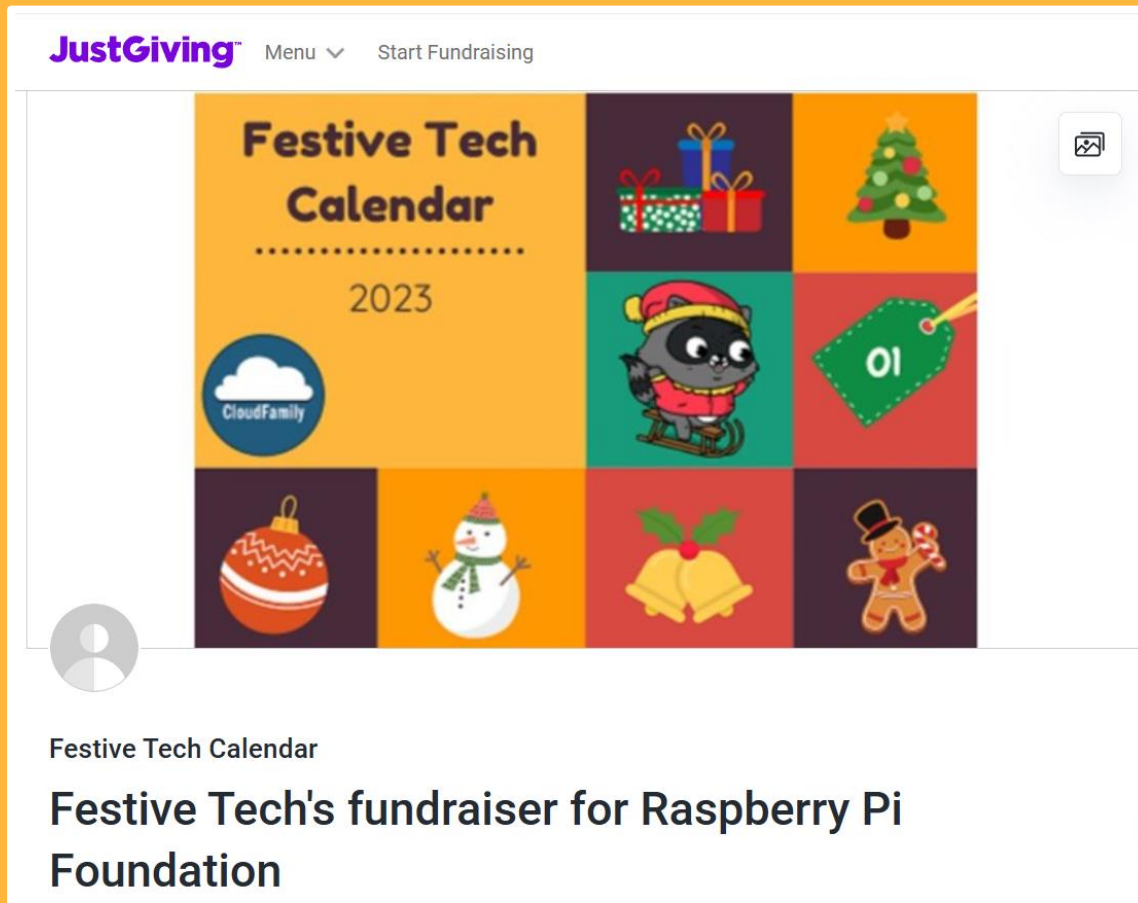 JustGiving™ Menu Start Fundraising
Festive Tech
Calendar
2023
CloudFamily
01
Festive Tech Calendar
Festive Tech's fundraiser for Raspberry Pi
Foundation